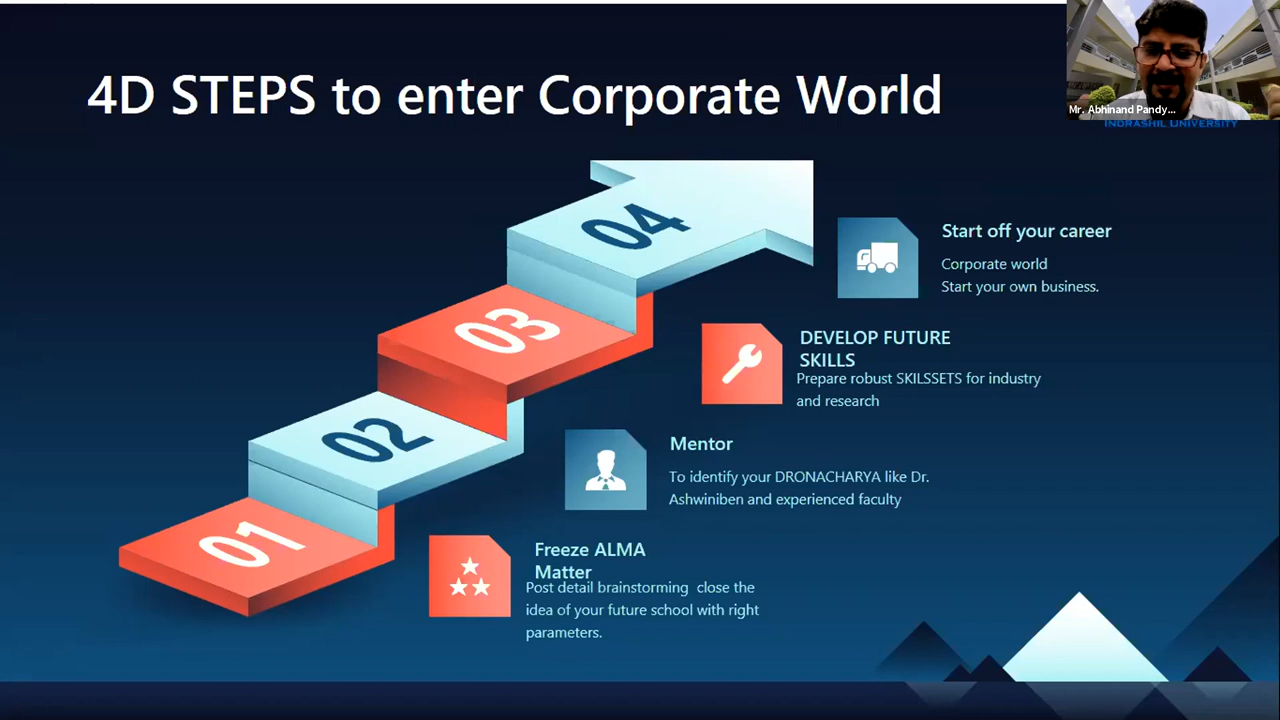 4D STEPS to enter Corporate World
Mr. Abhinand Pandy...
INDRASHIL UNIVERSITY
04
Start off your career
Corporate world
Start your own business.
03
DEVELOP FUTURE
SKILLS
Prepare robust SKILSSETS for industry
and research
02
Mentor
To identify your DRONACHARYA like Dr.
Ashwiniben and experienced faculty
01
Freeze ALMA
Matter
Post detail brainstorming close the
idea of your future school with right
parameters.